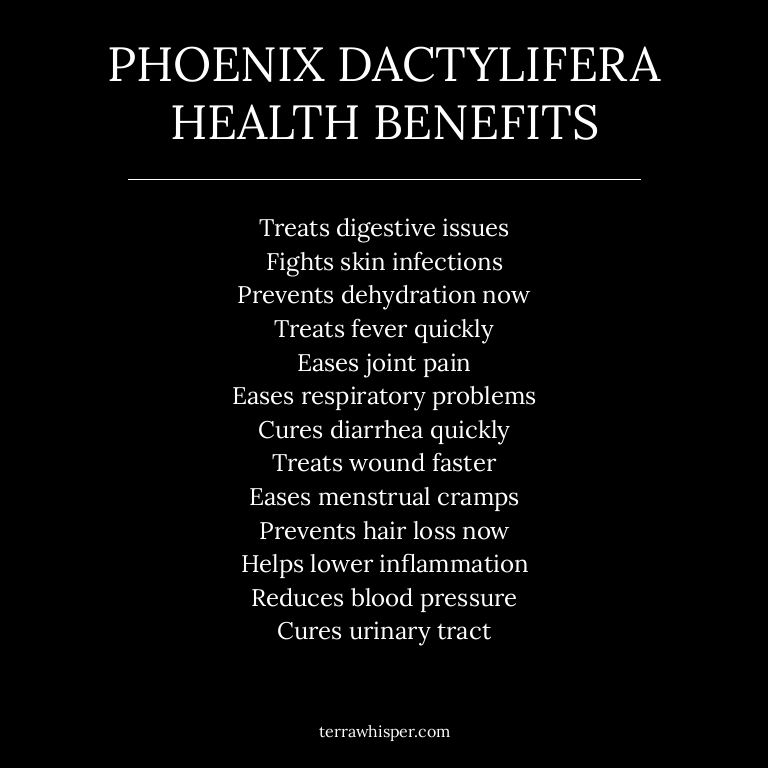 PHOENIX DACTYLIFERA
HEALTH BENEFITS
Treats digestive issues
Fights skin infections
Prevents dehydration now
Treats fever quickly
Eases joint pain
Eases respiratory problems
Cures diarrhea quickly
Treats wound faster
Eases menstrual cramps
Prevents hair loss now
Helps lower inflammation
Reduces blood pressure
Cures urinary tract
terrawhisper.com